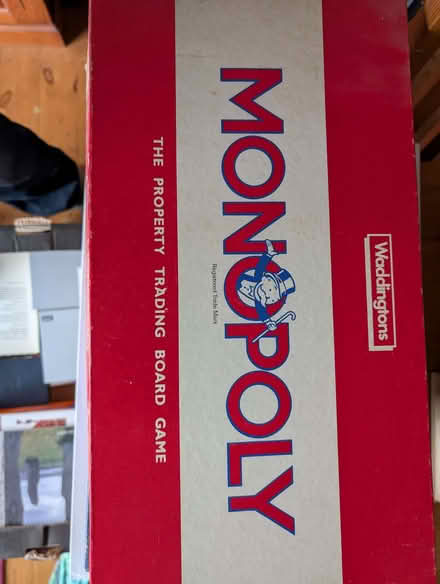 Waddingtons
MONOPOLY
Registered Trade Mark
THE PROPERTY TRADING BOARD GAME